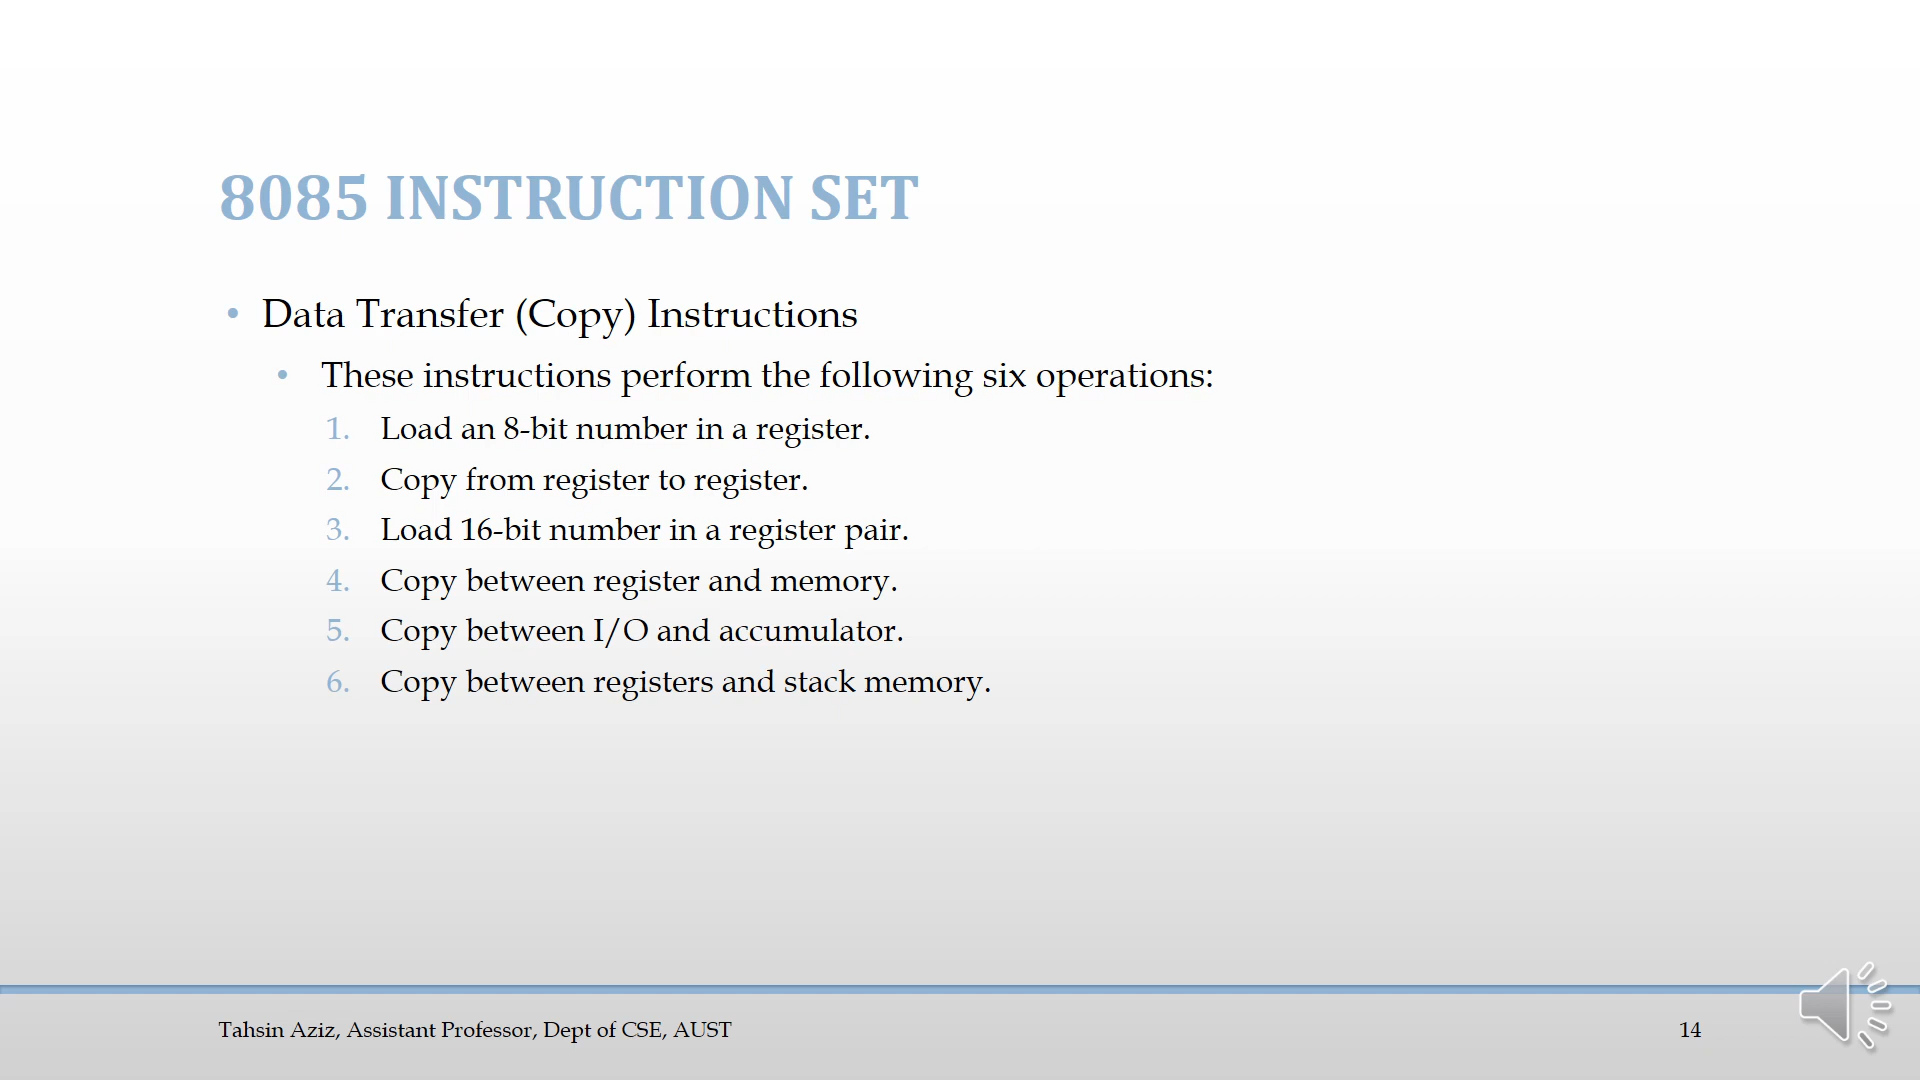 8085 INSTRUCTION SET
• Data Transfer (Copy) Instructions
• These instructions perform the following six operations:
1. Load an 8-bit number in a register.
2. Copy from register to register.
3. Load 16-bit number in a register pair.
4. Copy between register and memory.
5. Copy between I/O and accumulator.
6. Copy between registers and stack memory.
Tahsin Aziz, Assistant Professor, Dept of CSE, AUST
14